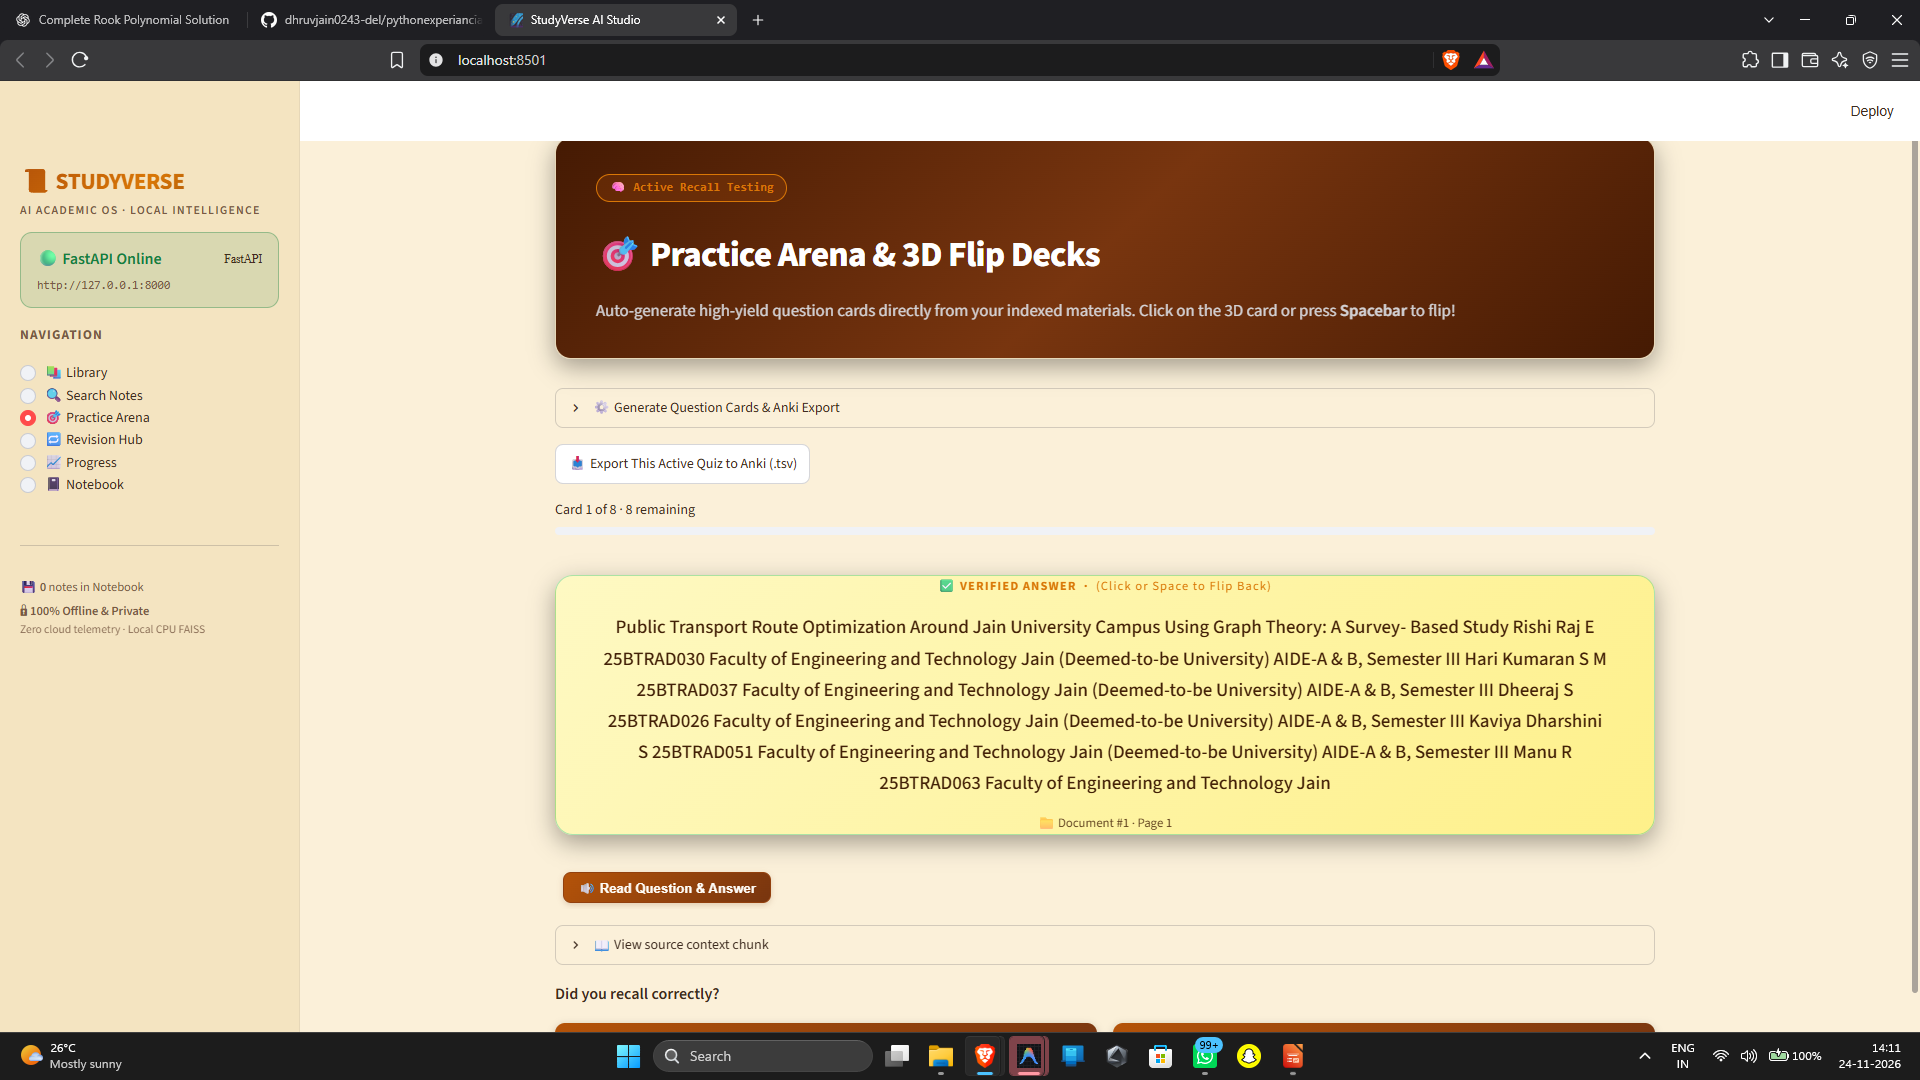 Complete Rook Polynomial Solution
dhruvjain0243-del/pythonexperiancia
StudyVerse AI Studio
localhost:8501
Deploy
STUDYVERSE
AI ACADEMIC OS · LOCAL INTELLIGENCE
FastAPI Online
FastAPI
http://127.0.0.1:8000
NAVIGATION
Library
Search Notes
Practice Arena
Revision Hub
Progress
Notebook
0 notes in Notebook
100% Offline & Private
Zero cloud telemetry · Local CPU FAISS
Active Recall Testing
Practice Arena & 3D Flip Decks
Auto-generate high-yield question cards directly from your indexed materials. Click on the 3D card or press Spacebar to flip!
Generate Question Cards & Anki Export
Export This Active Quiz to Anki (.tsv)
Card 1 of 8 · 8 remaining
VERIFIED ANSWER · (Click or Space to Flip Back)
Public Transport Route Optimization Around Jain University Campus Using Graph Theory: A Survey- Based Study Rishi Raj E
25BTRAD030 Faculty of Engineering and Technology Jain (Deemed-to-be University) AIDE-A & B, Semester III Hari Kumaran S M
25BTRAD037 Faculty of Engineering and Technology Jain (Deemed-to-be University) AIDE-A & B, Semester III Dheeraj S
25BTRAD026 Faculty of Engineering and Technology Jain (Deemed-to-be University) AIDE-A & B, Semester III Kaviya Dharshini
S 25BTRAD051 Faculty of Engineering and Technology Jain (Deemed-to-be University) AIDE-A & B, Semester III Manu R
25BTRAD063 Faculty of Engineering and Technology Jain
Document #1 · Page 1
Read Question & Answer
View source context chunk
Did you recall correctly?
26°C
Mostly sunny
Search
99+
ENG
IN
100%
14:11
24-11-2026